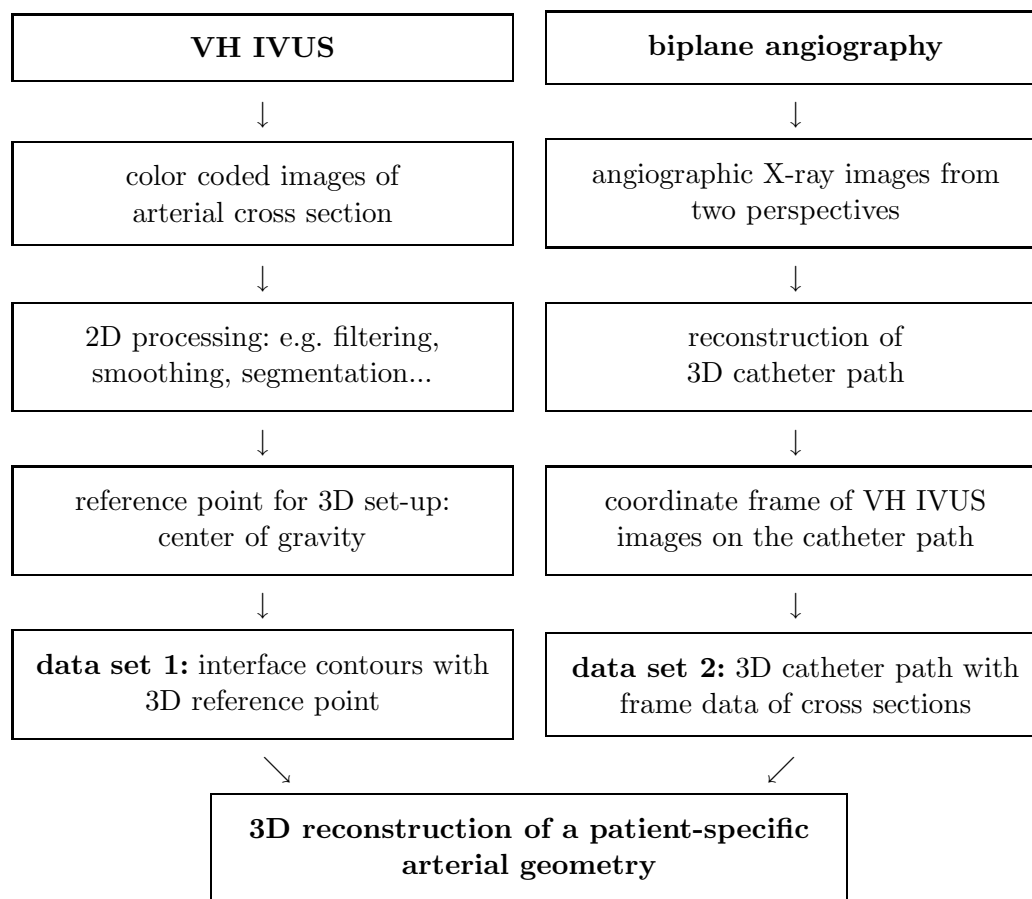 VH IVUS
↓
color coded images of
arterial cross section
↓
2D processing: e.g. filtering,
smoothing, segmentation...
↓
reference point for 3D set-up:
center of gravity
↓
data set 1: interface contours with
3D reference point
↘
biplane angiography
↓
angiographic X-ray images from
two perspectives
↓
reconstruction of
3D catheter path
↓
coordinate frame of VH IVUS
images on the catheter path
↓
data set 2: 3D catheter path with
frame data of cross sections
↙
3D reconstruction of a patient-specific
arterial geometry